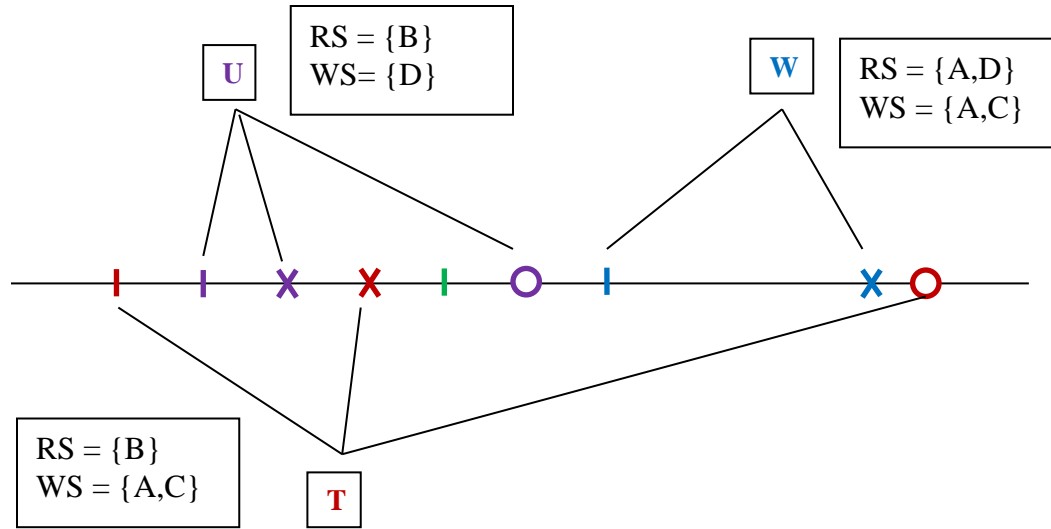 U
RS = {B}
WS= {D}
W
RS = {A,D}
WS = {A,C}
RS = {B}
WS = {A,C}
T